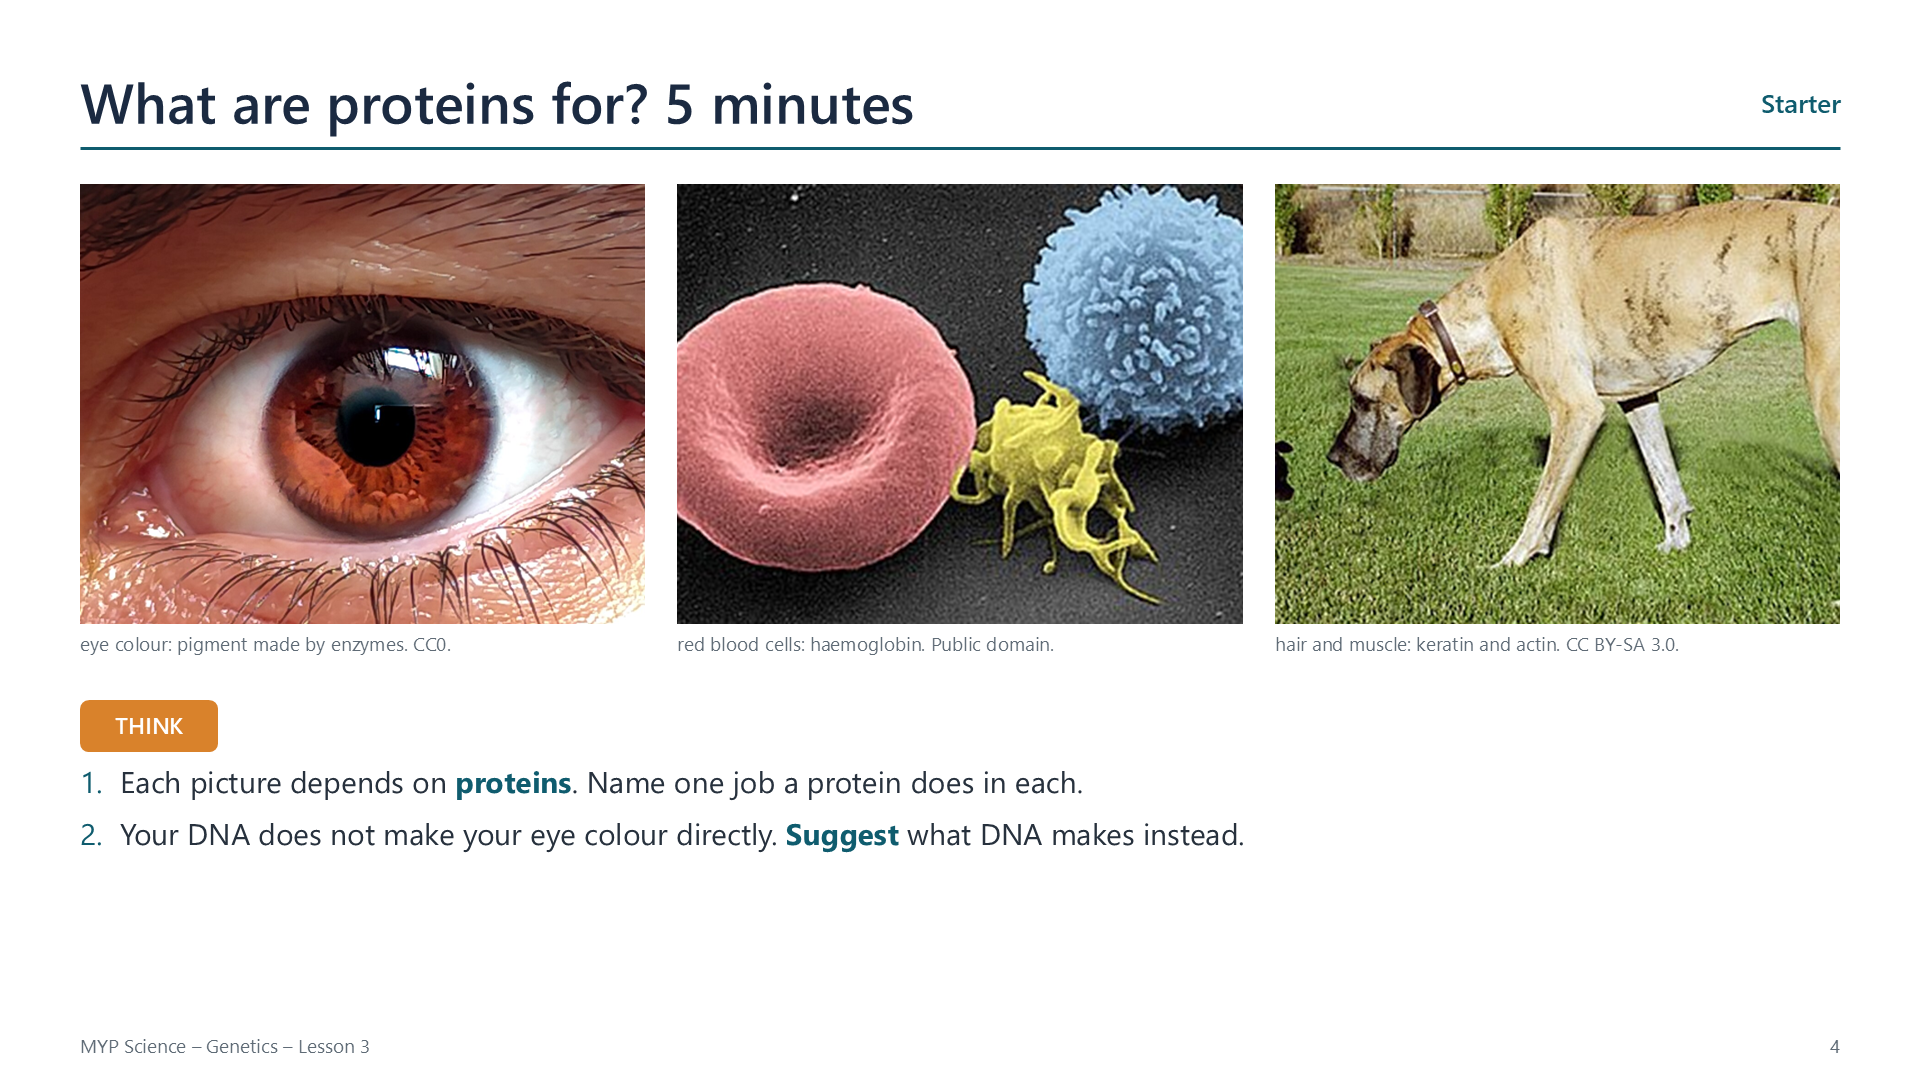 What are proteins for? 5 minutes
Starter
eye colour: pigment made by enzymes. CC0.
red blood cells: haemoglobin. Public domain.
hair and muscle: keratin and actin. CC BY-SA 3.0.
THINK
1. Each picture depends on proteins. Name one job a protein does in each.
2. Your DNA does not make your eye colour directly. Suggest what DNA makes instead.
MYP Science – Genetics – Lesson 3
4